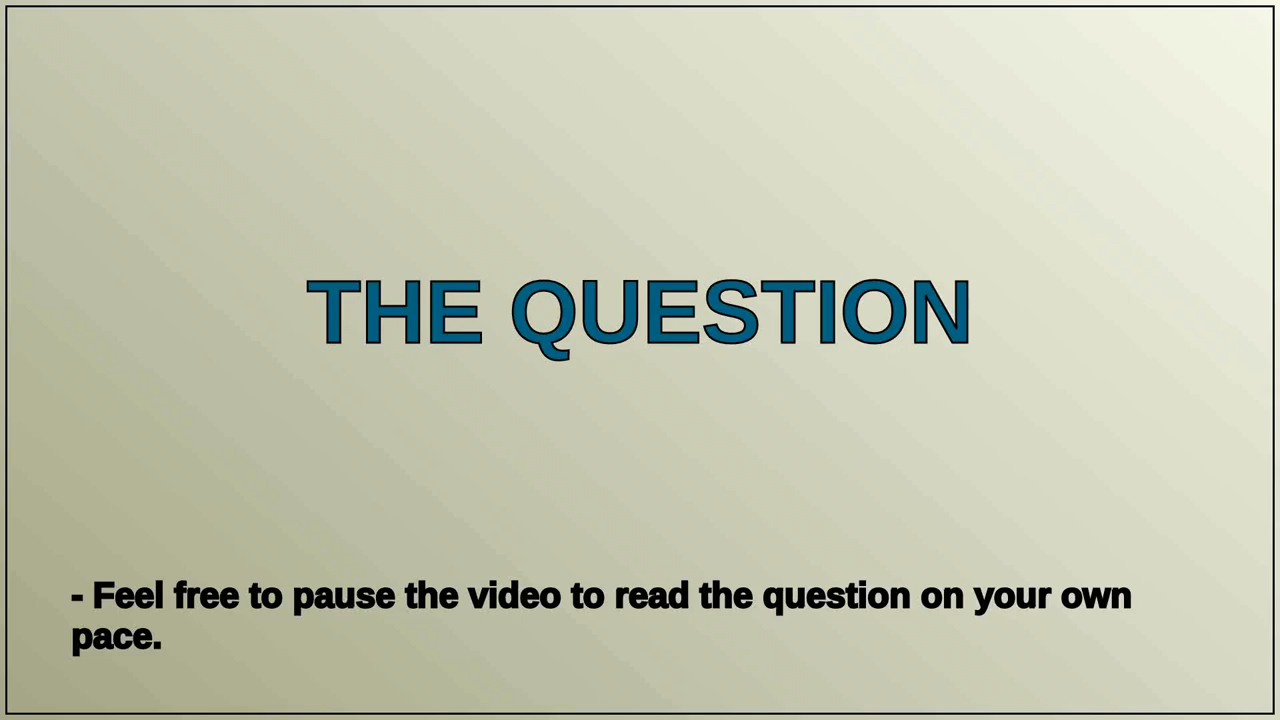 THE QUESTION
- Feel free to pause the video to read the question on your own
pace.